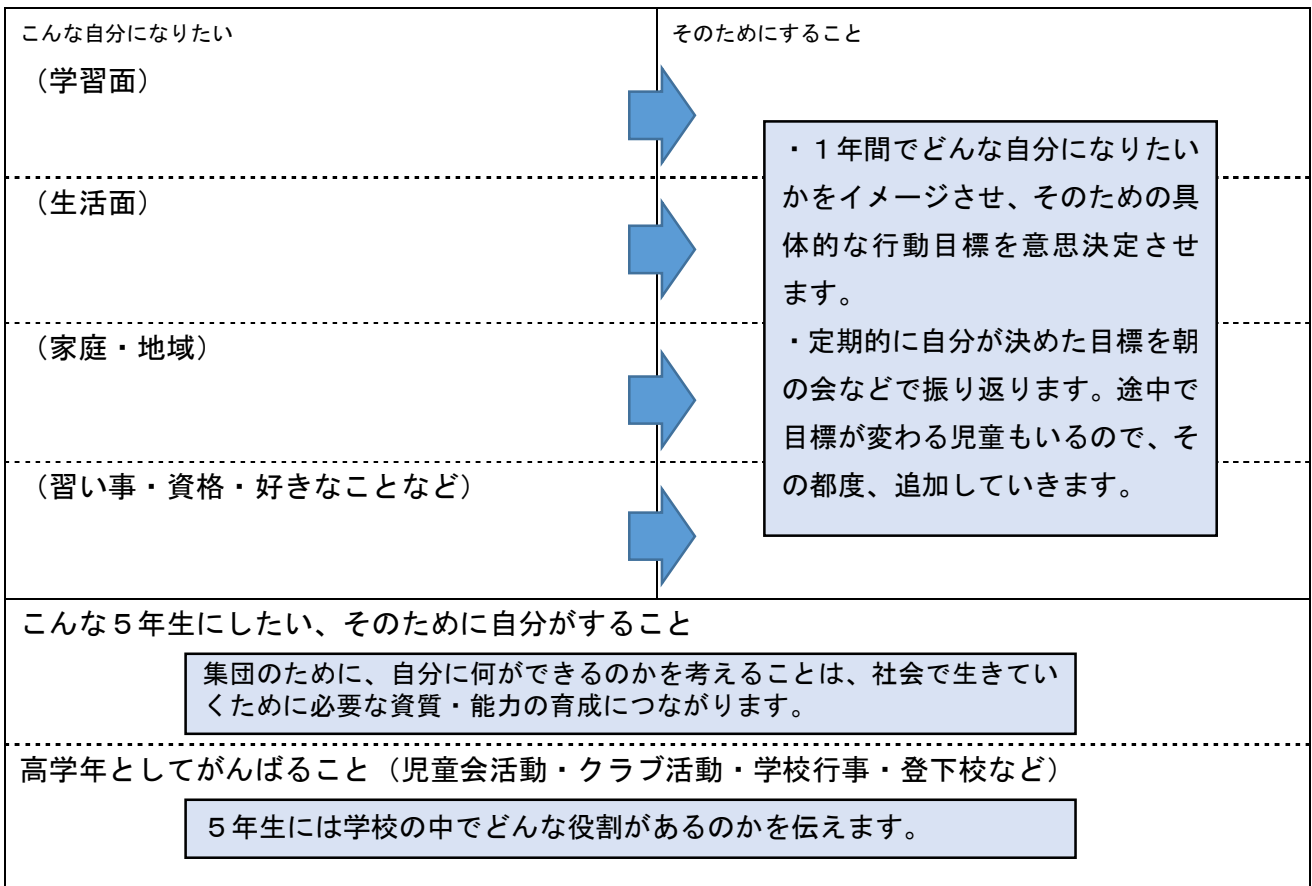 こんな自分になりたい
そのためにすること
（学習面）
（生活面）
（家庭・地域）
（習い事・資格・好きなことなど）
・１年間でどんな自分になりたい
かをイメージさせ、そのための具
体的な行動目標を意思決定させ
ます。
・定期的に自分が決めた目標を朝
の会などで振り返ります。途中で
目標が変わる児童もいるので、そ
の都度、追加していきます。
こんな５年生にしたい、そのために自分がすること
集団のために、自分に何ができるのかを考えることは、社会で生きてい
くために必要な資質・能力の育成につながります。
高学年としてがんばること（児童会活動・クラブ活動・学校行事・登下校など）
５年生には学校の中でどんな役割があるのかを伝えます。